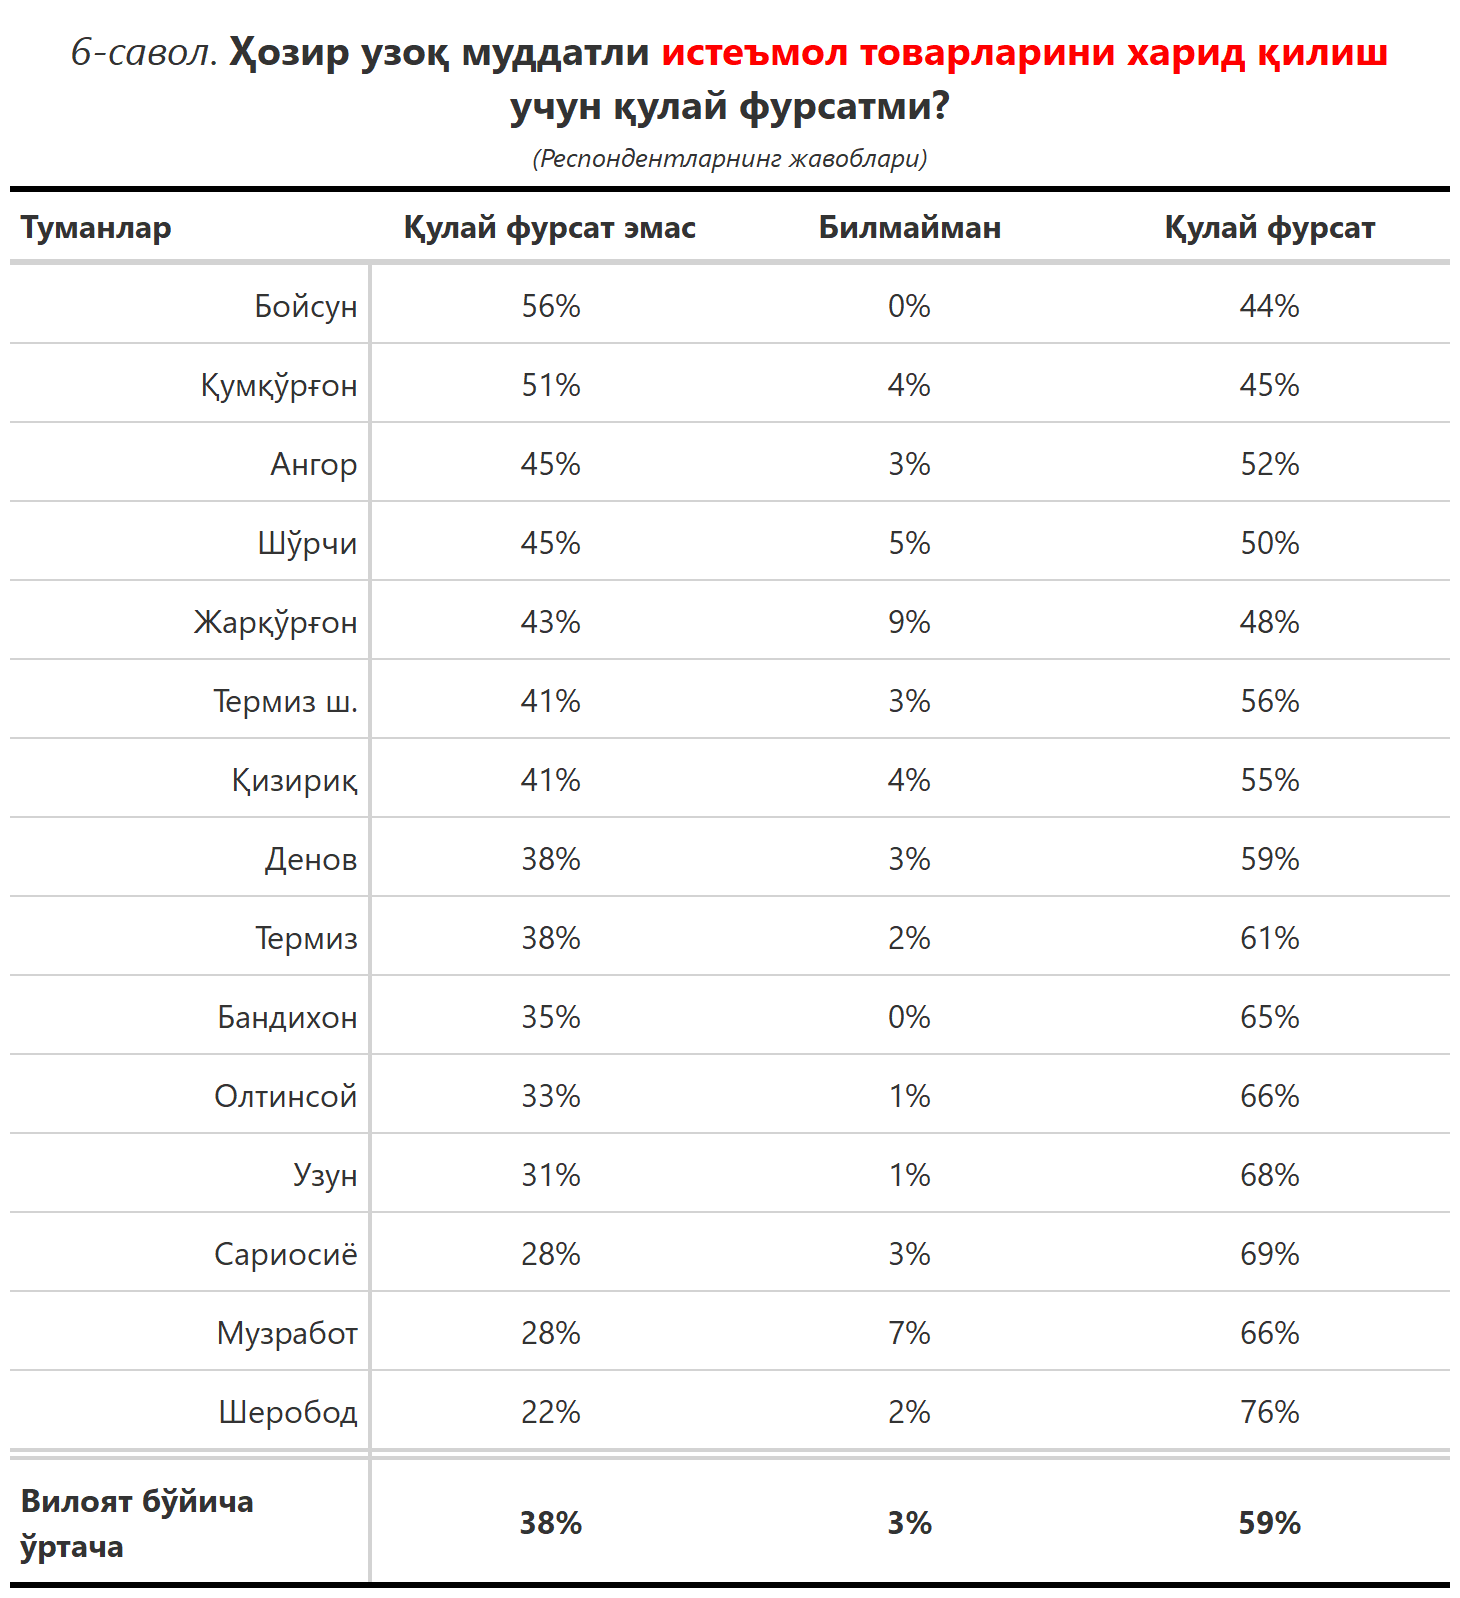 6-савол. Ҳозир узоқ муддатли истеъмол товарларини харид қилиш
учун қулай фурсатми?
(Респондентларнинг жавоблари)
Туманлар Қулай фурсат эмас Билмайман Қулай фурсат
Бойсун 56% 0% 44%
Қумқўрғон 51% 4% 45%
Ангор 45% 3% 52%
Шўрчи 45% 5% 50%
Жарқўрғон 43% 9% 48%
Термиз ш. 41% 3% 56%
Қизириқ 41% 4% 55%
Денов 38% 3% 59%
Термиз 38% 2% 61%
Бандихон 35% 0% 65%
Олтинсой 33% 1% 66%
Узун 31% 1% 68%
Сариосиё 28% 3% 69%
Музработ 28% 7% 66%
Шеробод 22% 2% 76%
Вилоят бўйича
ўртача 38% 3% 59%